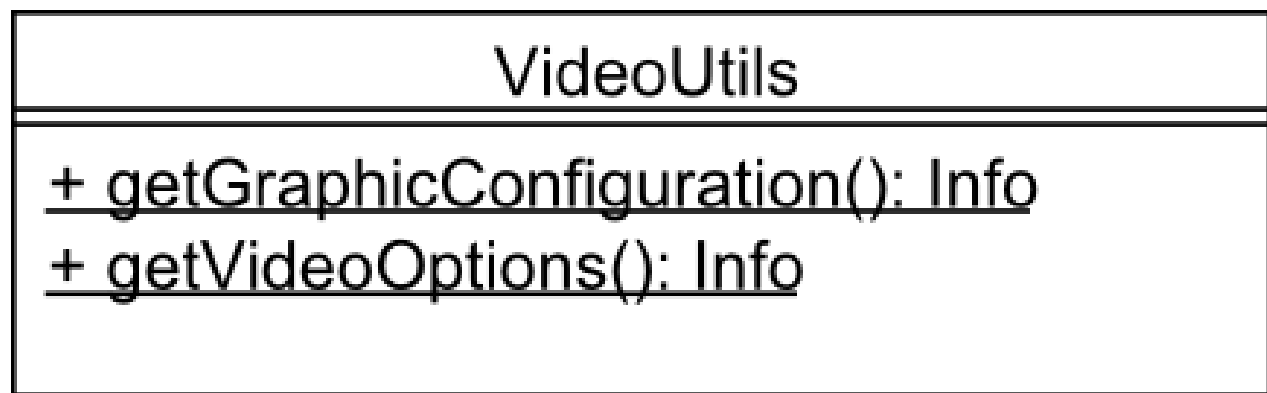 VideoUtils
+ getGraphicConfiguration(): Info
+ getVideoOptions(): Info